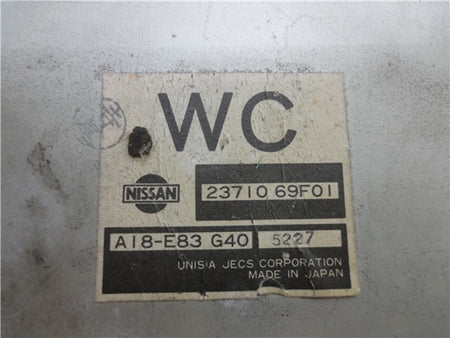 WC
NISSAN
23710 69F01
A18-E83 G40 5227
UNISIA JECS CORPORATION
MADE IN JAPAN